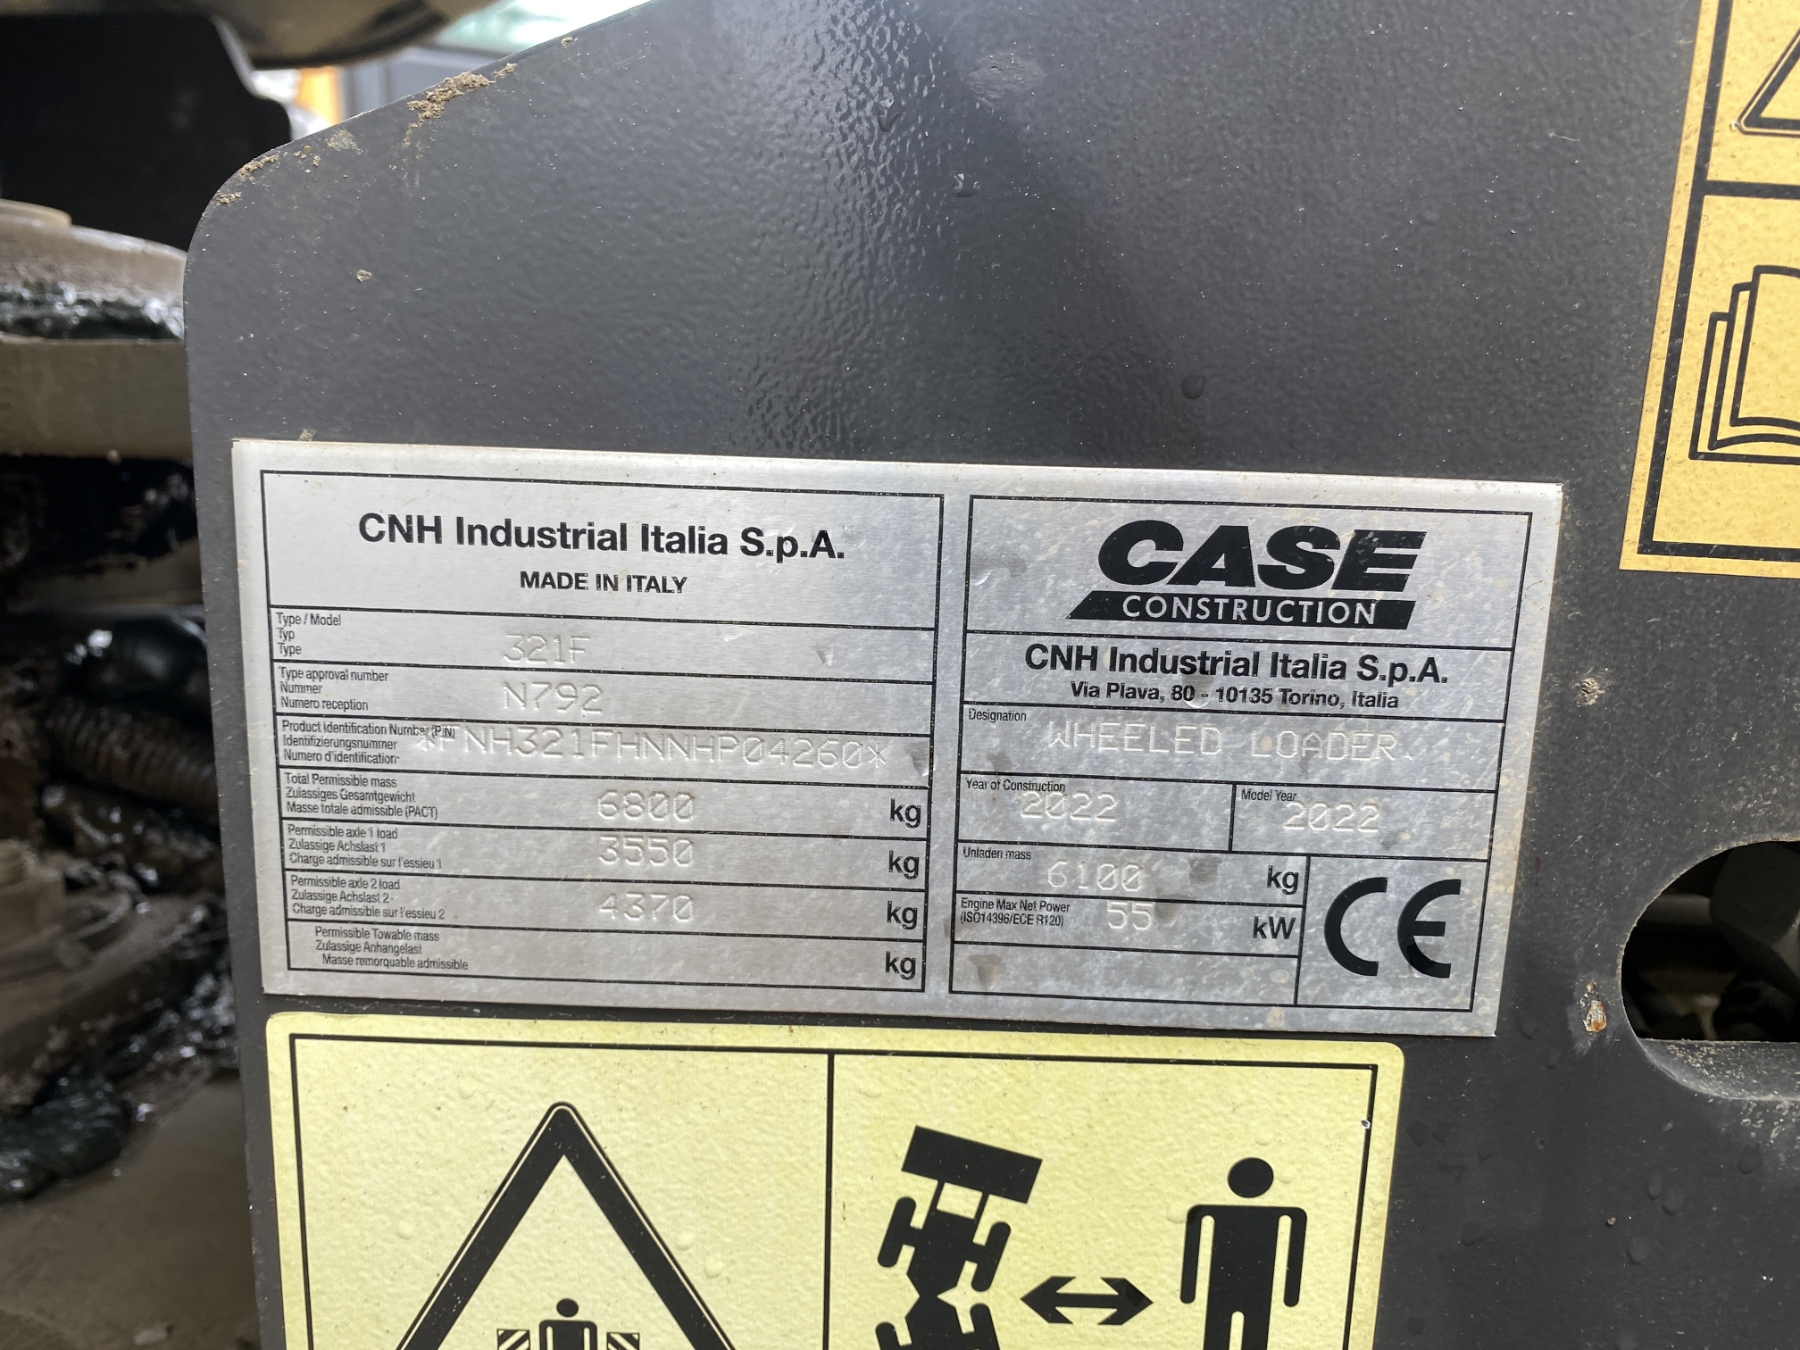 CNH Industrial Italia S.p.A.
MADE IN ITALY
Type / Model
Typ
Type
321F
Type approval number
Nummer
Numero reception
N792
Product Identification Number (PIN)
Identifizierungsnummer
Numero d'identification
*FNH321FHNNHP04260*
Total Permissible mass
Zulassiges Gesamtgewicht
Masse totale admissible (PACT)
6800 kg
Permissible axle 1 load
Zulassige Achslast 1
Charge admissible sur l'essieu 1
3550 kg
Permissible axle 2 load
Zulassige Achslast 2
Charge admissible sur l'essieu 2
4370 kg
Permissible Towable mass
Zulassige Anhangelast
Masse remorquable admissible
kg
CASE
CONSTRUCTION
CNH Industrial Italia S.p.A.
Via Plava, 80 - 10135 Torino, Italia
Designation
WHEELED LOADER
Year of Construction
2022
Model Year
2022
Unladen mass
6100 kg
Engine Max Net Power
(ISO14396/ECE R120)
55 kW
CE